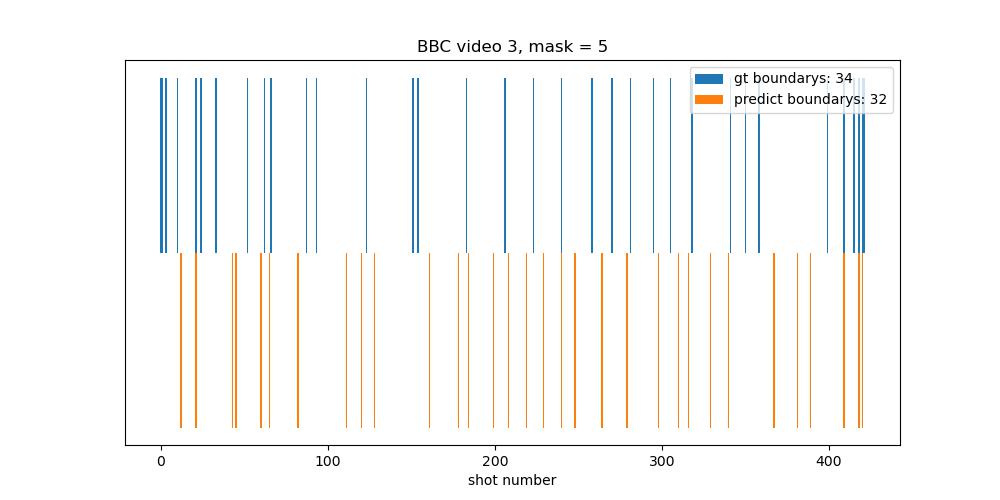 BBC video 3, mask = 5
gt boundarys: 34
predict boundarys: 32
0 100 200 300 400
shot number